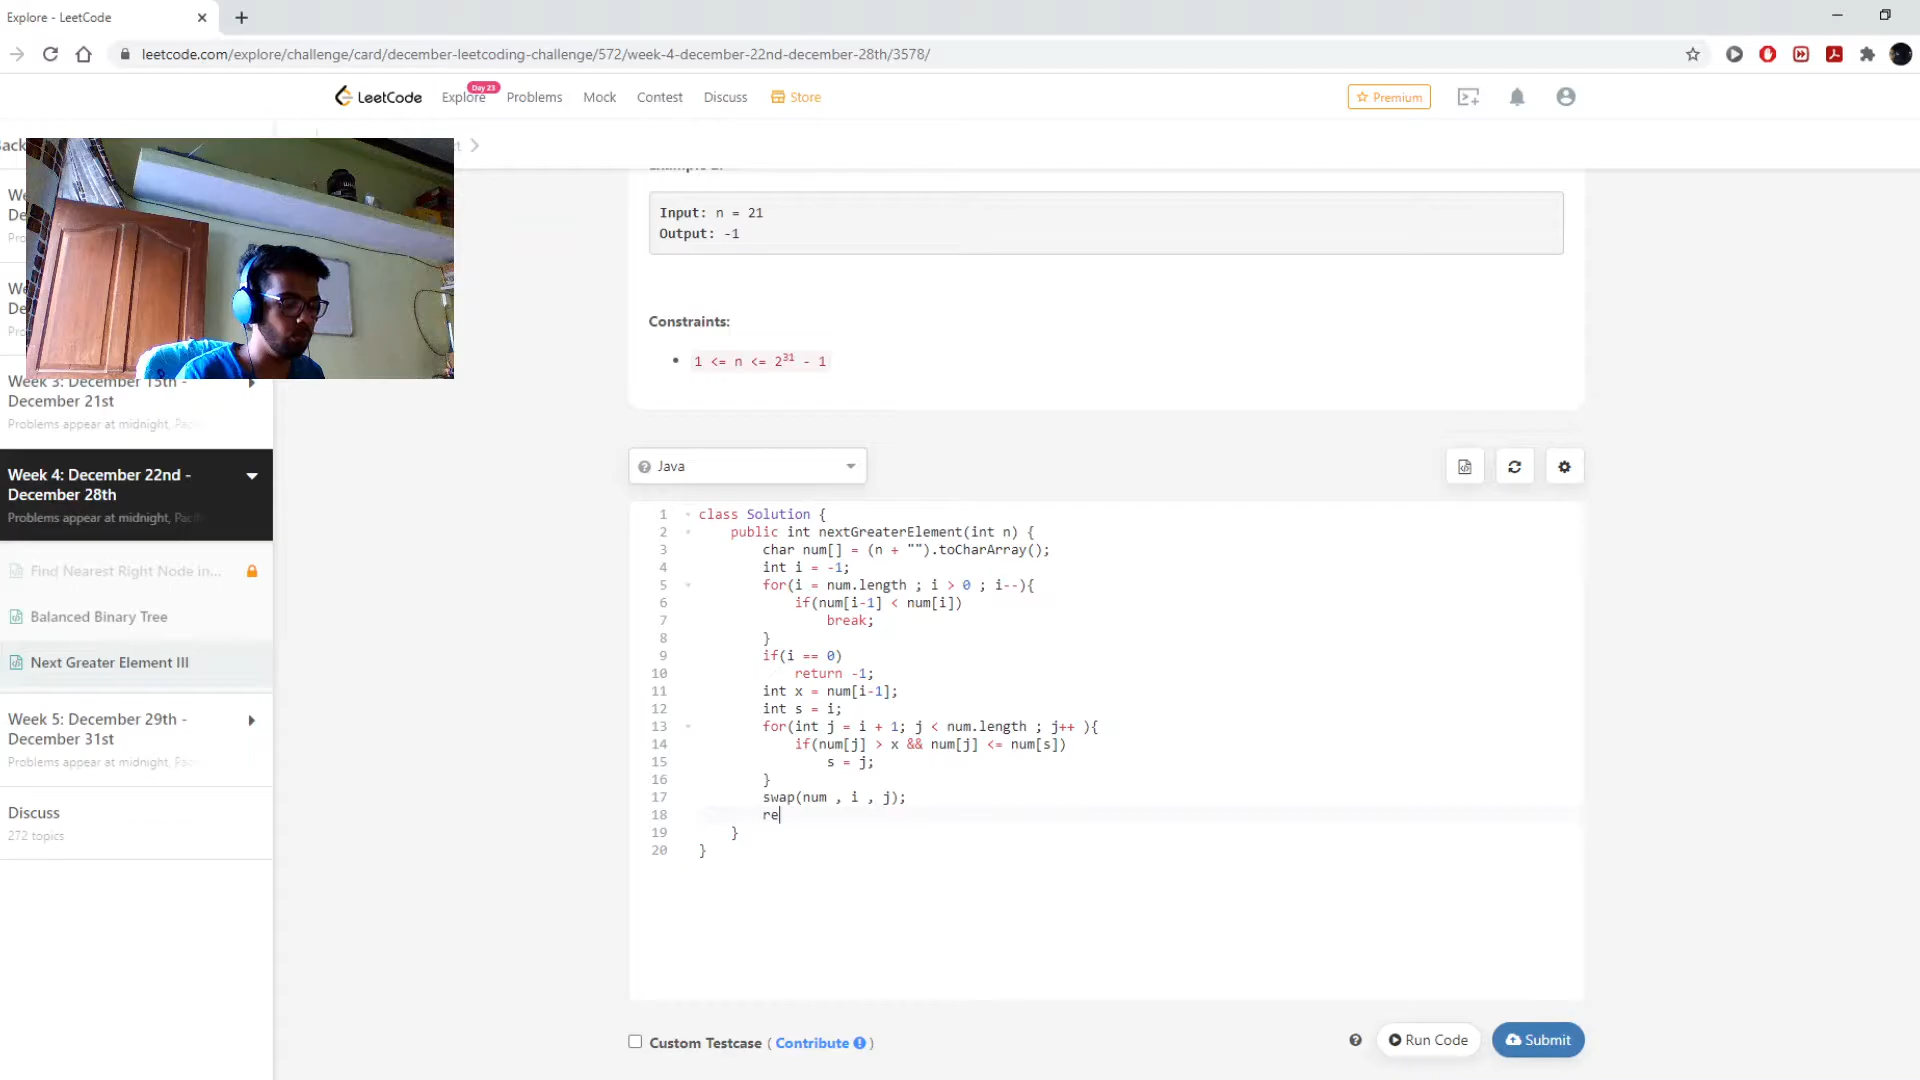 Explore - LeetCode
leetcode.com/explore/challenge/card/december-leetcoding-challenge/572/week-4-december-22nd-december-28th/3578/
LeetCode
Explore
Day 23
Problems
Mock
Contest
Discuss
Store
Premium
Input: n = 21
Output: -1
Constraints:
1 <= n <= 2^31 - 1
Week 3: December 15th -
December 21st
Problems appear at midnight,
Week 4: December 22nd -
December 28th
Problems appear at midnight,
Find Nearest Right Node in...
Balanced Binary Tree
Next Greater Element III
Week 5: December 29th -
December 31st
Problems appear at midnight,
Discuss
272 topics
Java
1 class Solution {
2 public int nextGreaterElement(int n) {
3 char num[] = (n + "").toCharArray();
4 int i = -1;
5 for(i = num.length ; i > 0 ; i--){
6 if(num[i-1] < num[i])
7 break;
8 }
9 if(i == 0)
10 return -1;
11 int x = num[i-1];
12 int s = i;
13 for(int j = i + 1; j < num.length ; j++ ){
14 if(num[j] > x && num[j] <= num[s])
15 s = j;
16 }
17 swap(num , i , j);
18 re
19 }
20 }
Custom Testcase ( Contribute )
Run Code
Submit